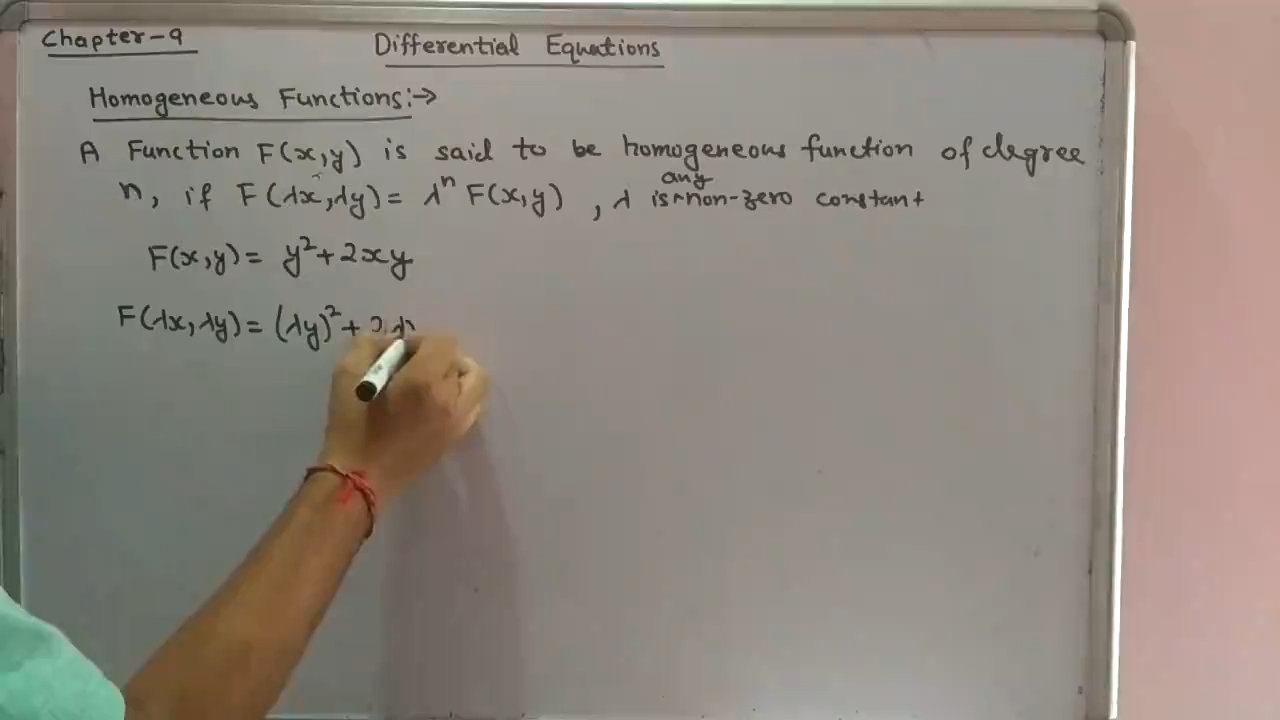 Chapter-9
Differential Equations
Homogeneous Functions:→
A Function F(x,y) is said to be homogeneous function of degree
n, if F(λx,λy)= λⁿ F(x,y) , λ is ^any non-zero constant
F(x,y)= y²+2xy
F(λx,λy)= (λy)²+ 2λ